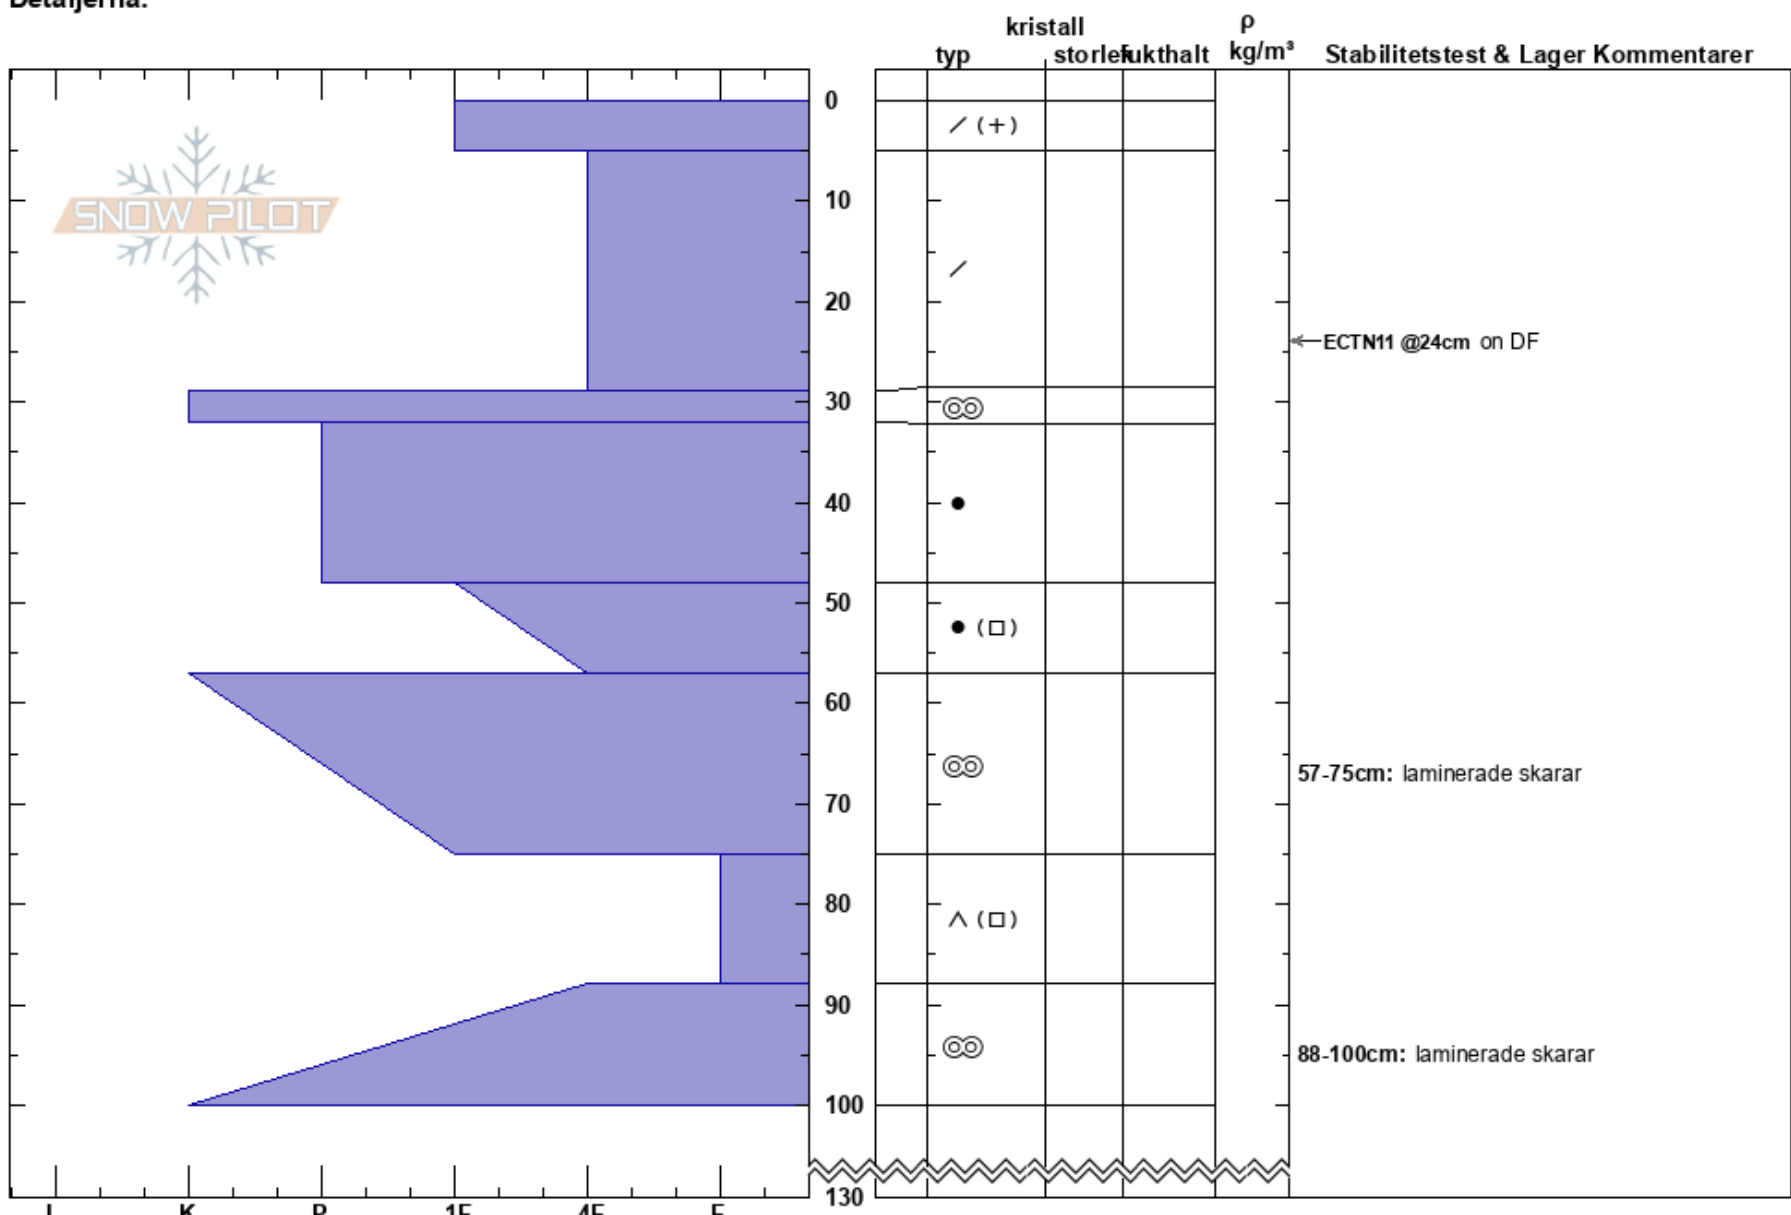 Detaljerna:
kristall ρ
typ storlek fukthalt kg/m³ Stabilitetstest & Lager Kommentarer
0
/ (+)
SNOW PILOT
10
/
20
ECTN11 @24cm on DF
30
40
●
50
● (□)
60
57-75cm: laminerade skarar
70
80
∧ (□)
90
88-100cm: laminerade skarar
100
130
I K P 1F 4F F